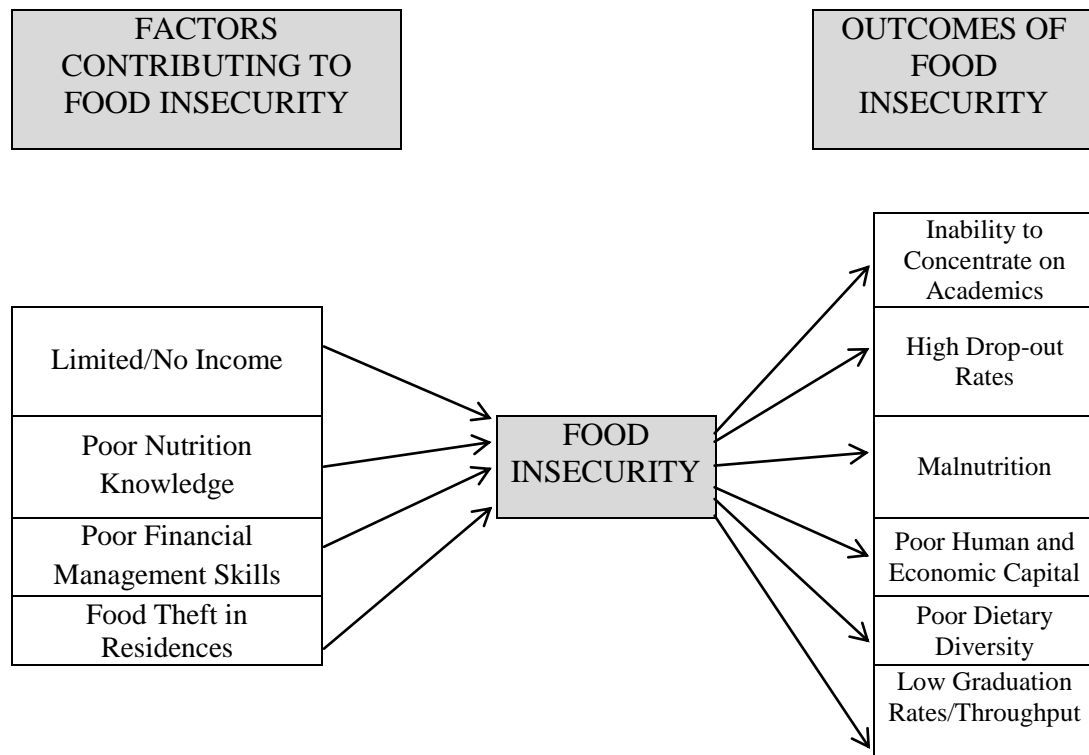 FACTORS
CONTRIBUTING TO
FOOD INSECURITY
OUTCOMES OF
FOOD
INSECURITY
Limited/No Income
Poor Nutrition
Knowledge
Poor Financial
Management Skills
Food Theft in
Residences
FOOD
INSECURITY
Inability to
Concentrate on
Academics
High Drop-out
Rates
Malnutrition
Poor Human and
Economic Capital
Poor Dietary
Diversity
Low Graduation
Rates/Throughput